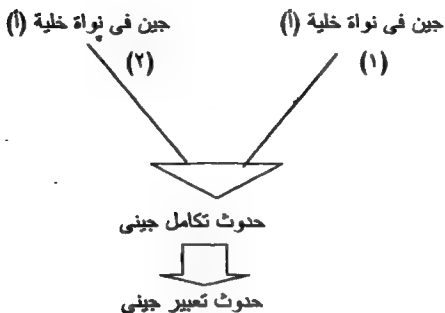 جين فى نواة خلية (أ) جين فى نواة خلية (أ)
(١) (٢)
حدوث تكامل جينى
حدوث تعبير جينى